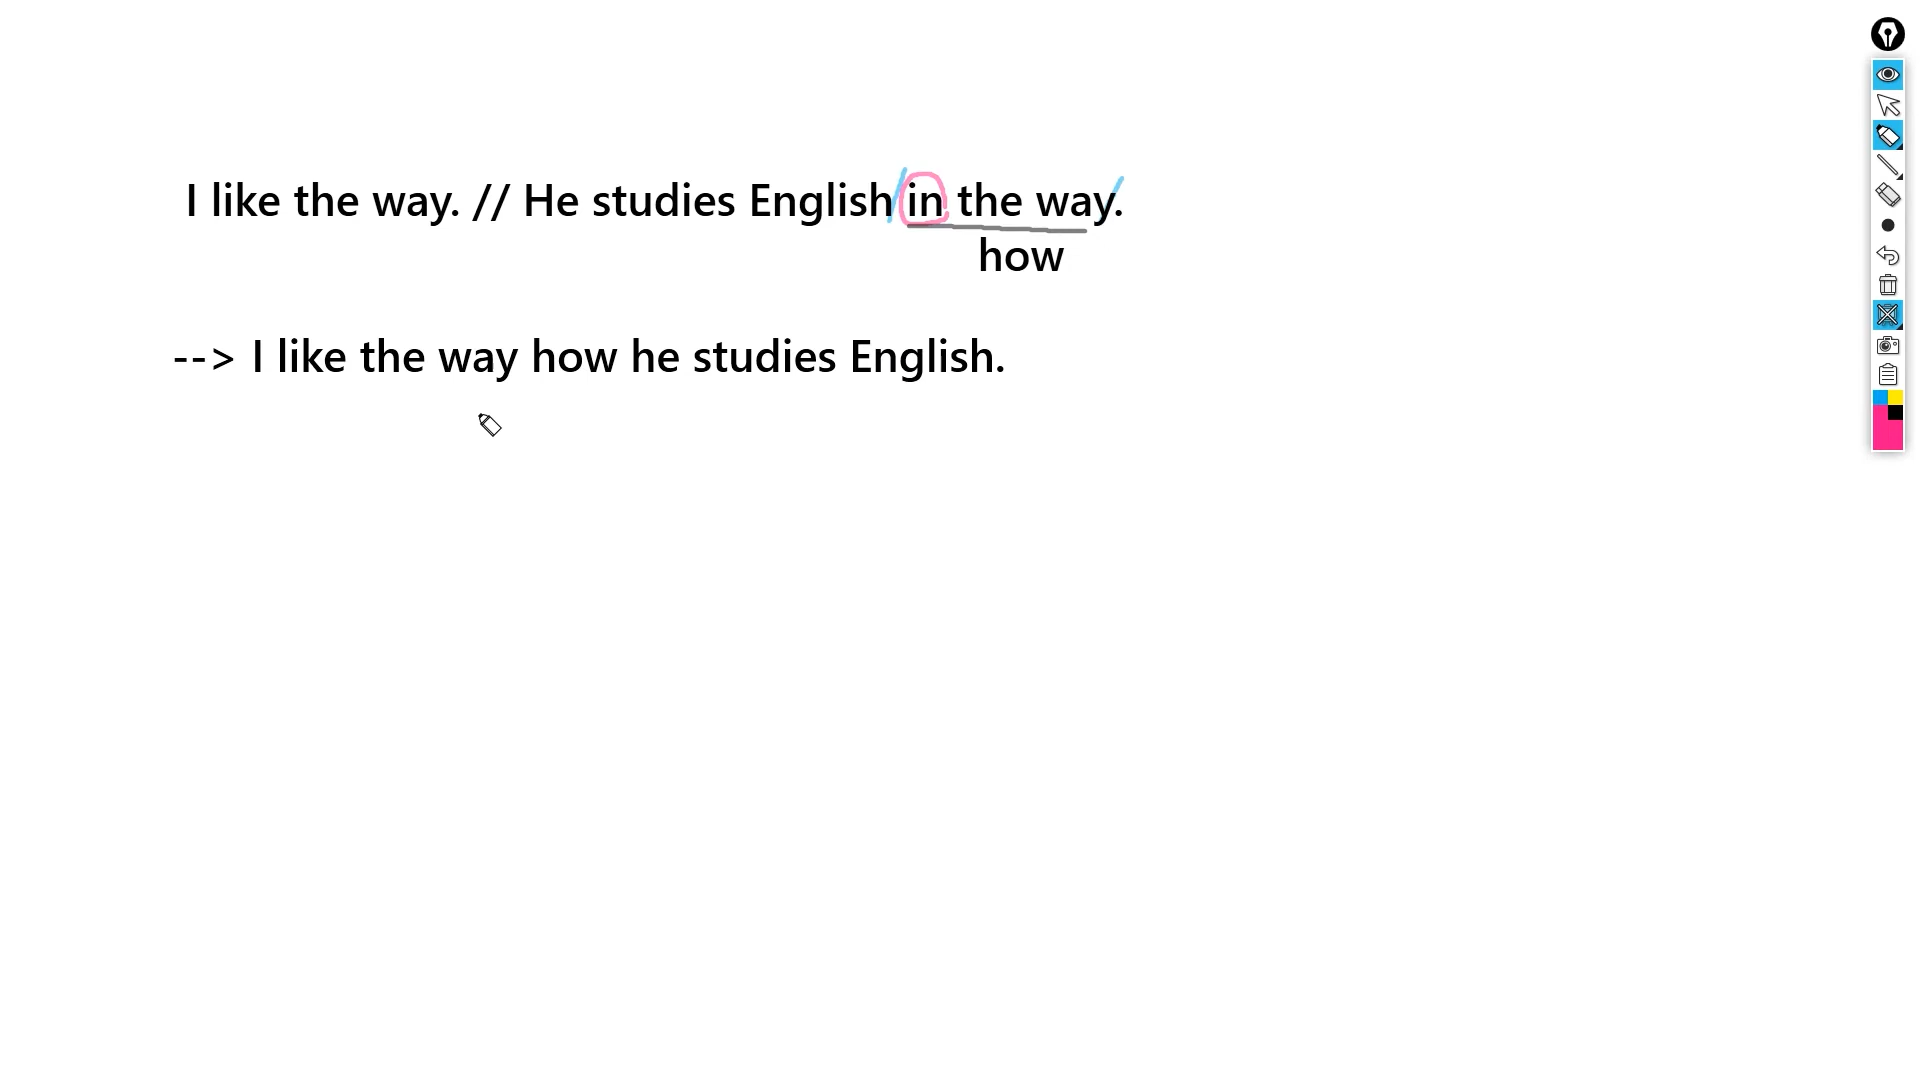 I like the way. // He studies English in the way.
how
--> I like the way how he studies English.